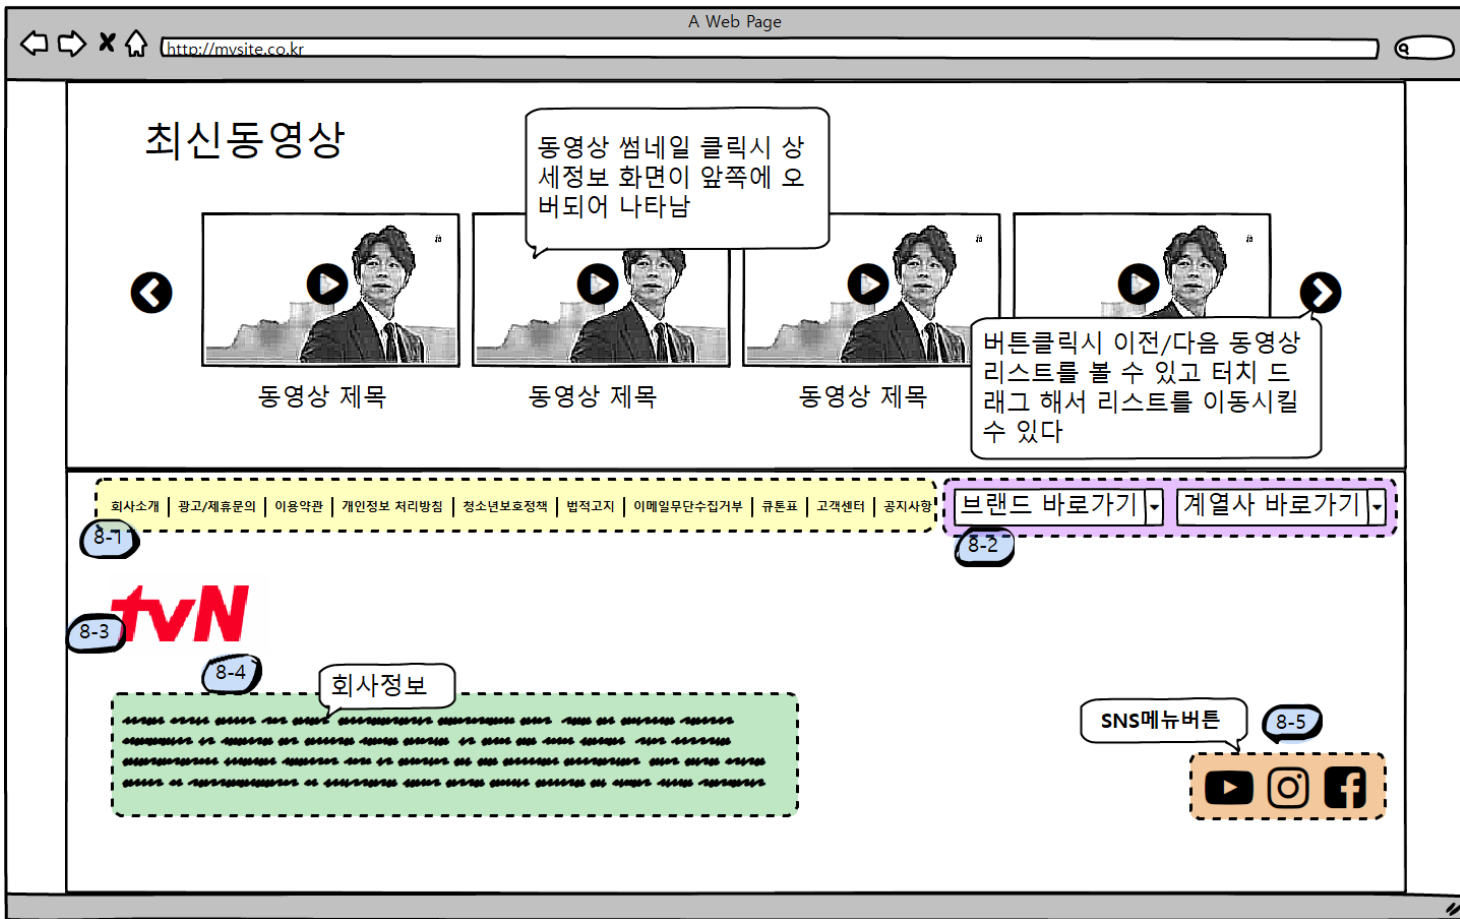 A Web Page
http://mysite.co.kr
최신동영상
동영상 썸네일 클릭시 상
세정보 화면이 앞쪽에 오
버되어 나타남
동영상 제목
동영상 제목
동영상 제목
버튼클릭시 이전/다음 동영상
리스트를 볼 수 있고 터치 드
래그 해서 리스트를 이동시킬
수 있다
회사소개 | 광고/제휴문의 | 이용약관 | 개인정보 처리방침 | 청소년보호정책 | 법적고지 | 이메일무단수집거부 | 큐톤표 | 고객센터 | 공지사항
브랜드 바로가기
계열사 바로가기
8-1
8-2
tvN
8-3
8-4
회사정보
SNS메뉴버튼
8-5